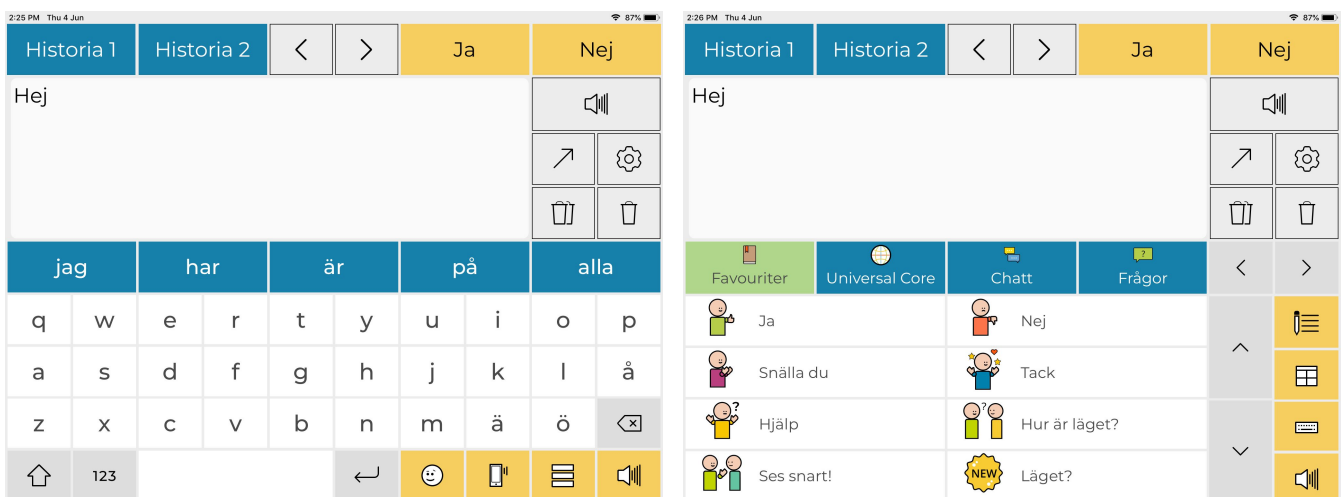 2:25 PM Thu 4 Jun 87%
Historia 1 Historia 2 Ja Nej
Hej
jag har är på alla
q w e r t y u i o p
a s d f g h j k l å
z x c v b n m ä ö
123
2:26 PM Thu 4 Jun 87%
Historia 1 Historia 2 Ja Nej
Hej
Favouriter Universal Core Chatt Frågor
Ja Nej
Snälla du Tack
Hjälp Hur är läget?
Ses snart! NEW Läget?